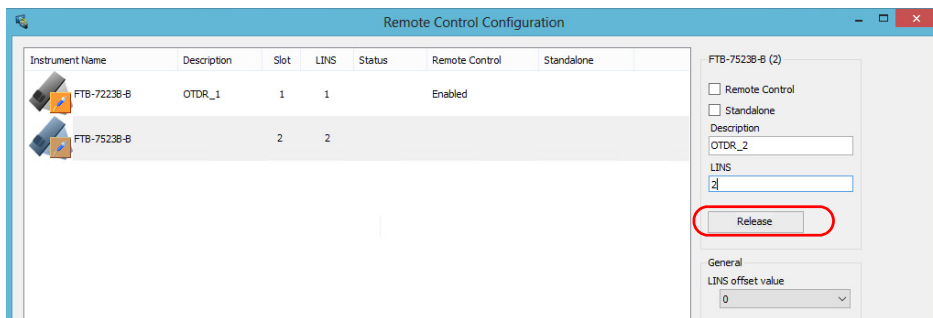 Remote Control Configuration
Instrument Name Description Slot LINS Status Remote Control Standalone
FTB-7223B-B OTDR_1 1 1 Enabled
FTB-7523B-B 2 2
FTB-7523B-B (2)
Remote Control
Standalone
Description
OTDR_2
LINS
2
Release
General
LINS offset value
0